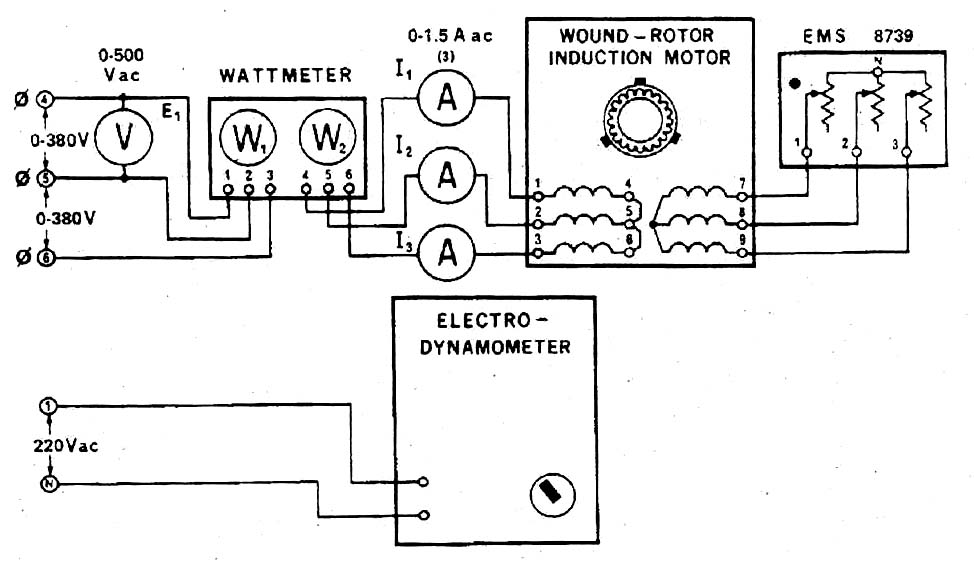 0-500
Vac
0-1.5 A ac
(3)
WOUND – ROTOR
INDUCTION MOTOR
EMS 8739
WATTMETER
I1
N
Ø 4
E1
V
A
W1
W2
0-380V
I2
1 2 3
1 2 3 4 5 6
A
Ø 5
1
4
7
0-380V
2
5
8
I3
A
3
6
9
Ø 6
ELECTRO –
DYNAMOMETER
1
220Vac
N